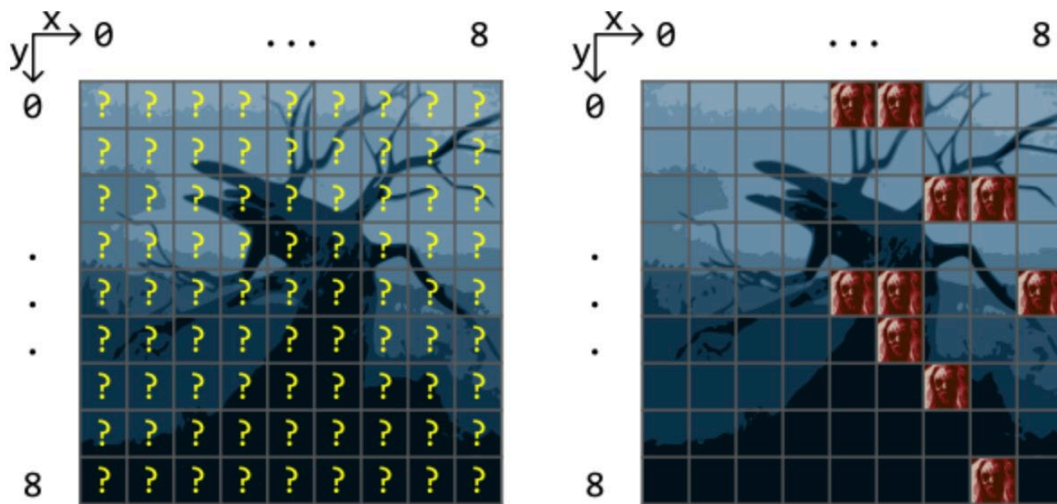 x 0 ... 8 x 0 ... 8
y y
0 ? ? ? ? ? ? ? ? ? 0
? ? ? ? ? ? ? ? ?
? ? ? ? ? ? ? ? ?
. ? ? ? ? ? ? ? ? ? .
. ? ? ? ? ? ? ? ? ? .
. ? ? ? ? ? ? ? ? ? .
? ? ? ? ? ? ? ? ?
? ? ? ? ? ? ? ? ?
8 ? ? ? ? ? ? ? ? ? 8